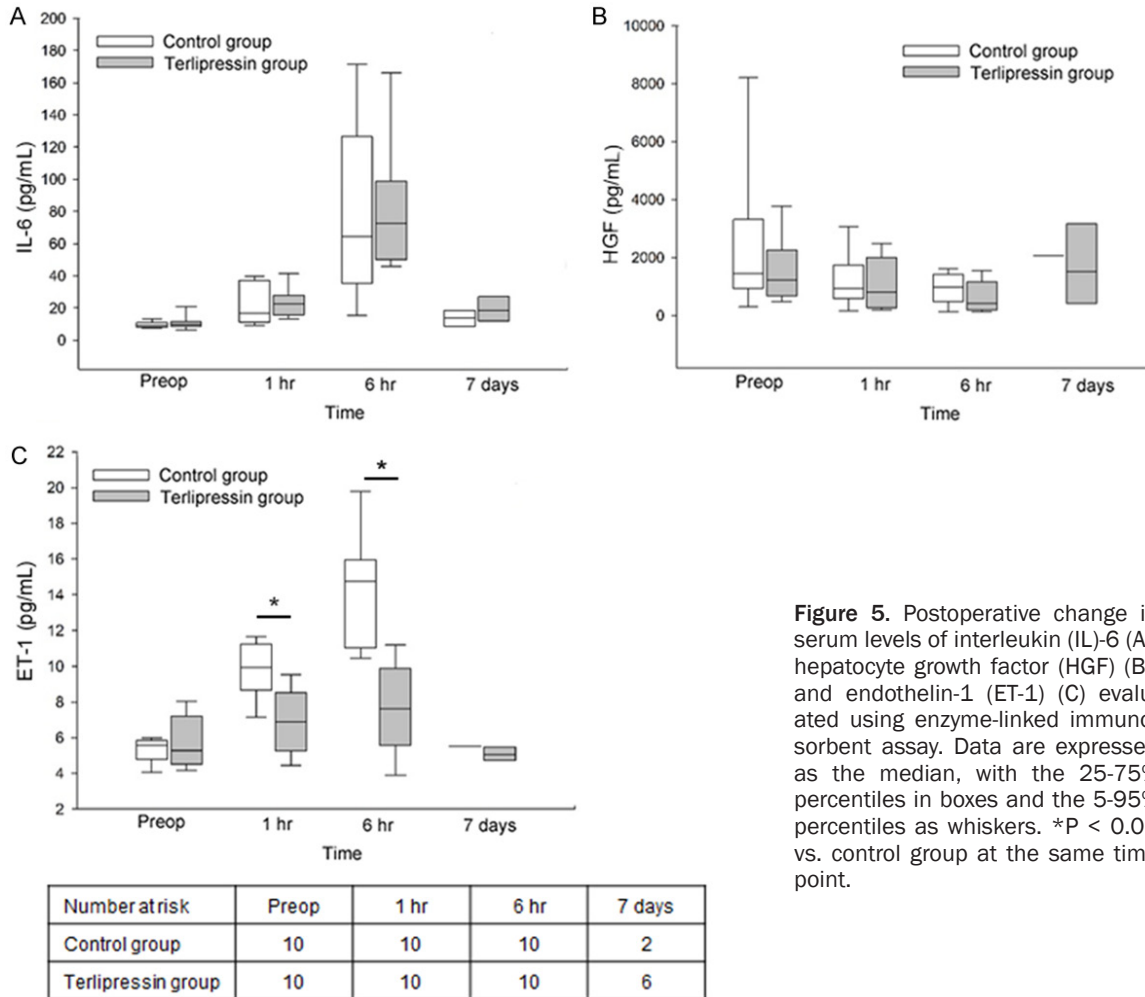 A
200
180
160
140
120
100
80
60
40
20
0
IL-6 (pg/mL)
Control group
Terlipressin group
Preop 1 hr 6 hr 7 days
Time
B
10000
8000
6000
4000
2000
0
HGF (pg/mL)
Control group
Terlipressin group
Preop 1 hr 6 hr 7 days
Time
C
22
20
18
16
14
12
10
8
6
4
2
ET-1 (pg/mL)
Control group
Terlipressin group
*
*
Preop 1 hr 6 hr 7 days
Time
Number at risk Preop 1 hr 6 hr 7 days
Control group 10 10 10 2
Terlipressin group 10 10 10 6
Figure 5. Postoperative change i
serum levels of interleukin (IL)-6 (A
hepatocyte growth factor (HGF) (B
and endothelin-1 (ET-1) (C) evalu
ated using enzyme-linked immuno
sorbent assay. Data are expresse
as the median, with the 25-75%
percentiles in boxes and the 5-95%
percentiles as whiskers. *P < 0.0
vs. control group at the same tim
point.